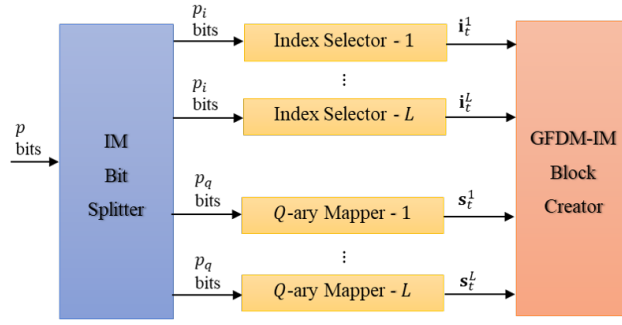 p
bits
IM
Bit
Splitter
p_i
bits
Index Selector - 1
i_t^1
⋮
p_i
bits
Index Selector - L
i_t^L
p_q
bits
Q-ary Mapper - 1
s_t^1
⋮
p_q
bits
Q-ary Mapper - L
s_t^L
GFDM-IM
Block
Creator